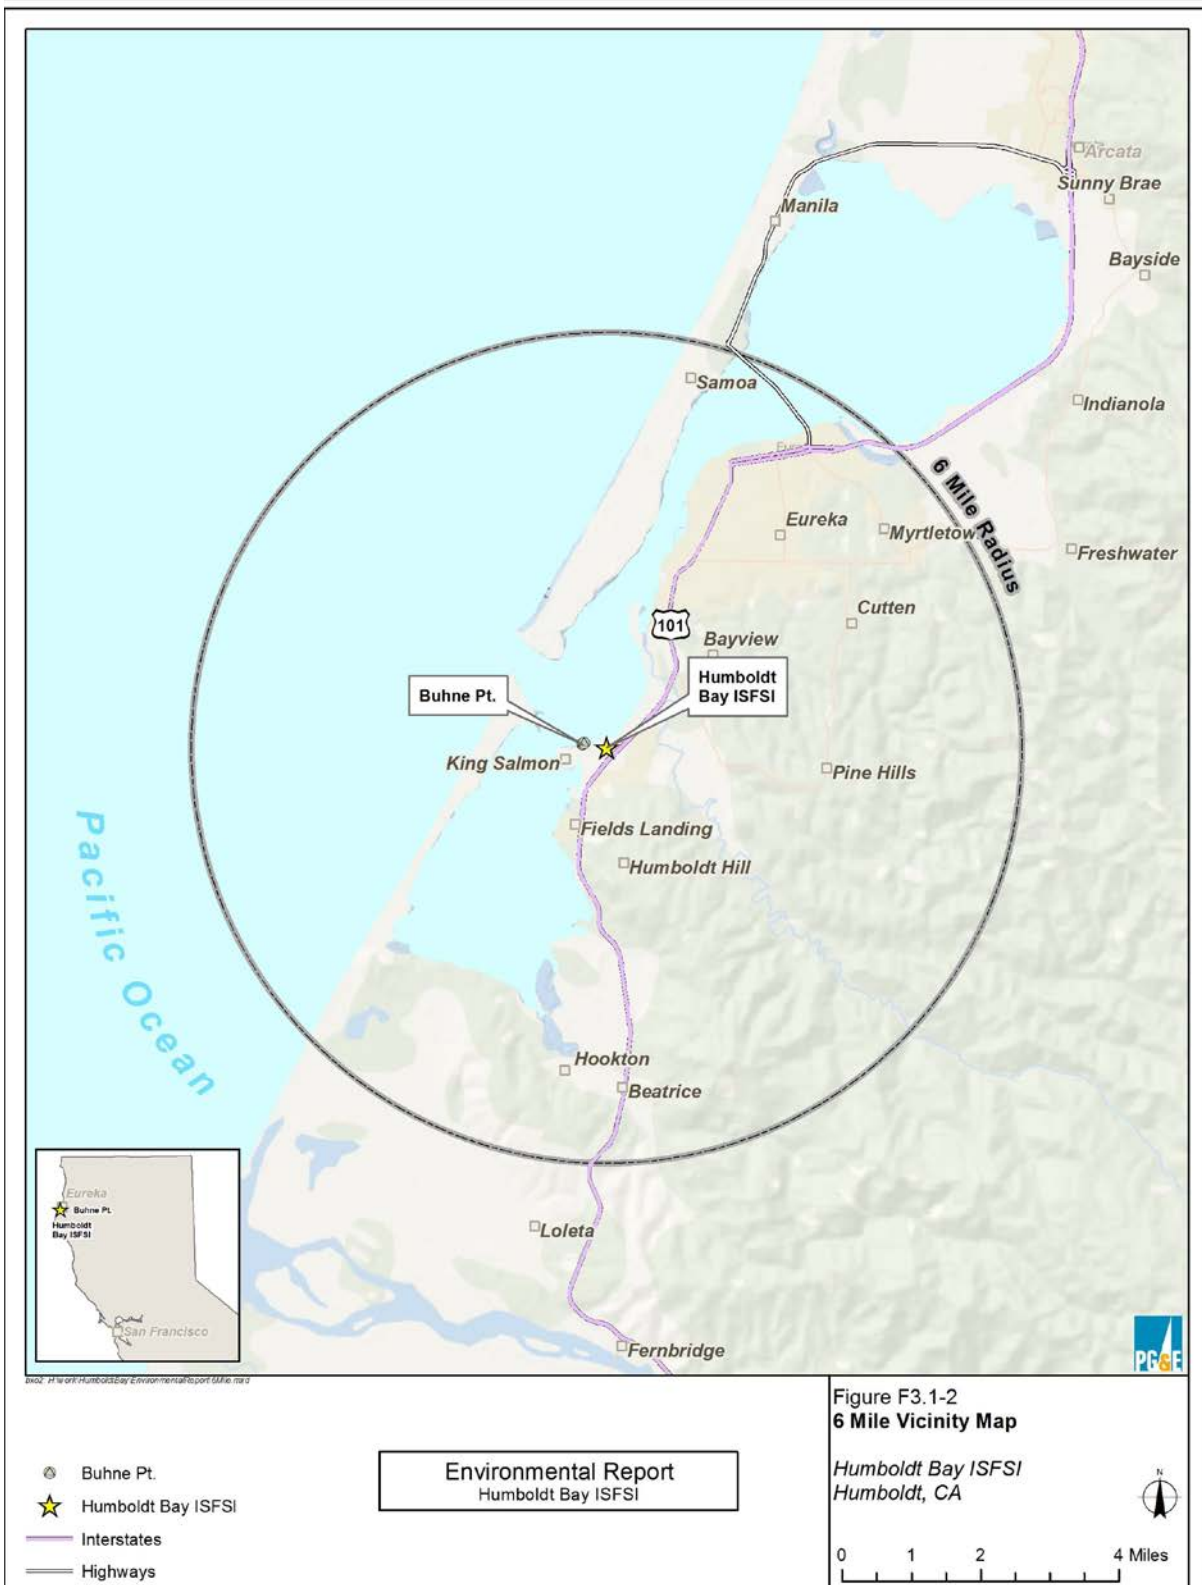 Arcata
Sunny Brae
Manila
Bayside
Samoa
Indianola
6 Mile Radius
Eureka
Myrtletow
Freshwater
Cutten
101
Bayview
Buhne Pt.
Humboldt
Bay ISFSI
King Salmon
Pine Hills
Fields Landing
Humboldt Hill
Pacific Ocean
Hookton
Beatrice
Loleta
Fernbridge
Eureka
Buhne Pt.
Humboldt
Bay ISFSI
San Francisco
PG&E
Figure F3.1-2
6 Mile Vicinity Map
Humboldt Bay ISFSI
Humboldt, CA
N
0 1 2 4 Miles
Environmental Report
Humboldt Bay ISFSI
Buhne Pt.
Humboldt Bay ISFSI
Interstates
Highways